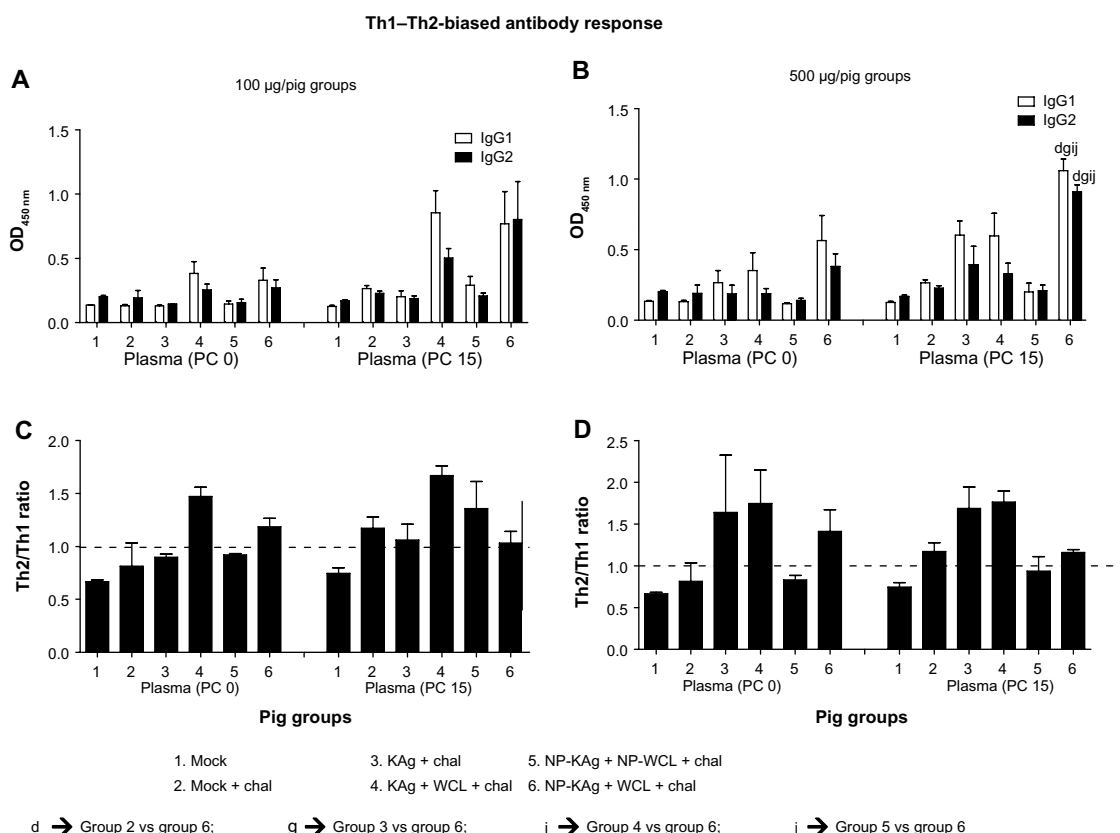 Th1–Th2-biased antibody response
A
100 µg/pig groups
1.5
1.0
0.5
0.0
OD450 nm
IgG1
IgG2
1 2 3 4 5 6 1 2 3 4 5 6
Plasma (PC 0) Plasma (PC 15)
B
500 µg/pig groups
1.5
1.0
0.5
0.0
OD450 nm
IgG1
IgG2
dgij
dgij
1 2 3 4 5 6 1 2 3 4 5 6
Plasma (PC 0) Plasma (PC 15)
C
2.0
1.5
1.0
0.5
0.0
Th2/Th1 ratio
1 2 3 4 5 6 1 2 3 4 5 6
Plasma (PC 0) Plasma (PC 15)
Pig groups
D
2.5
2.0
1.5
1.0
0.5
0.0
Th2/Th1 ratio
1 2 3 4 5 6 1 2 3 4 5 6
Plasma (PC 0) Plasma (PC 15)
Pig groups
1. Mock 3. KAg + chal 5. NP-KAg + NP-WCL + chal
2. Mock + chal 4. KAg + WCL + chal 6. NP-KAg + WCL + chal
d → Group 2 vs group 6; g → Group 3 vs group 6; i → Group 4 vs group 6; j → Group 5 vs group 6